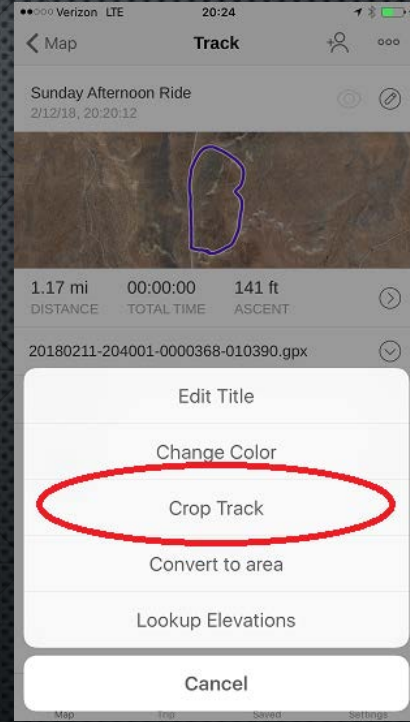 Verizon LTE 20:24
Map Track
Sunday Afternoon Ride
2/12/18, 20:20:12
1.17 mi 00:00:00 141 ft
DISTANCE TOTAL TIME ASCENT
20180211-204001-0000368-010390.gpx
Edit Title
Change Color
Crop Track
Convert to area
Lookup Elevations
Cancel
Map Trip Saved Settings